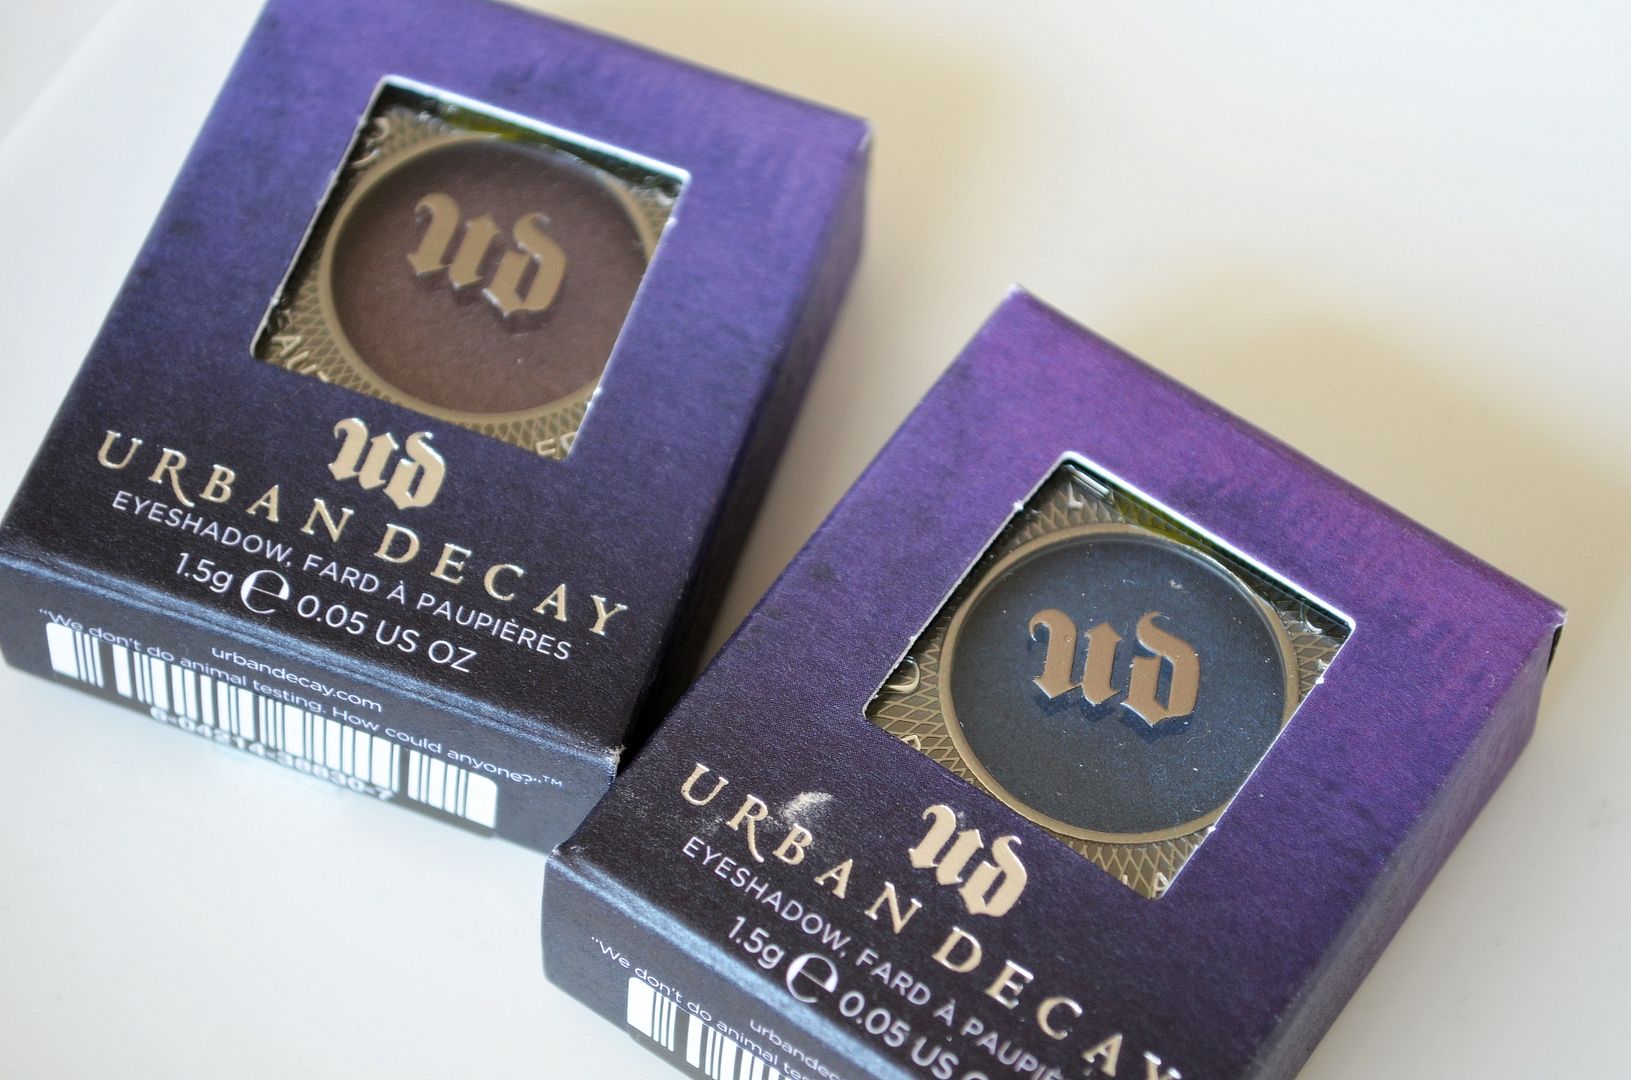 ud
ud
URBAN DECAY
EYESHADOW, FARD À PAUPIÈRES
1.5g e 0.05 US OZ
"We don't do animal testing. How could anyone?"™
urbandecay.com
ud
ud
URBAN DECAY
EYESHADOW, FARD À
1.5g e 0.05 US
"We don't do animal